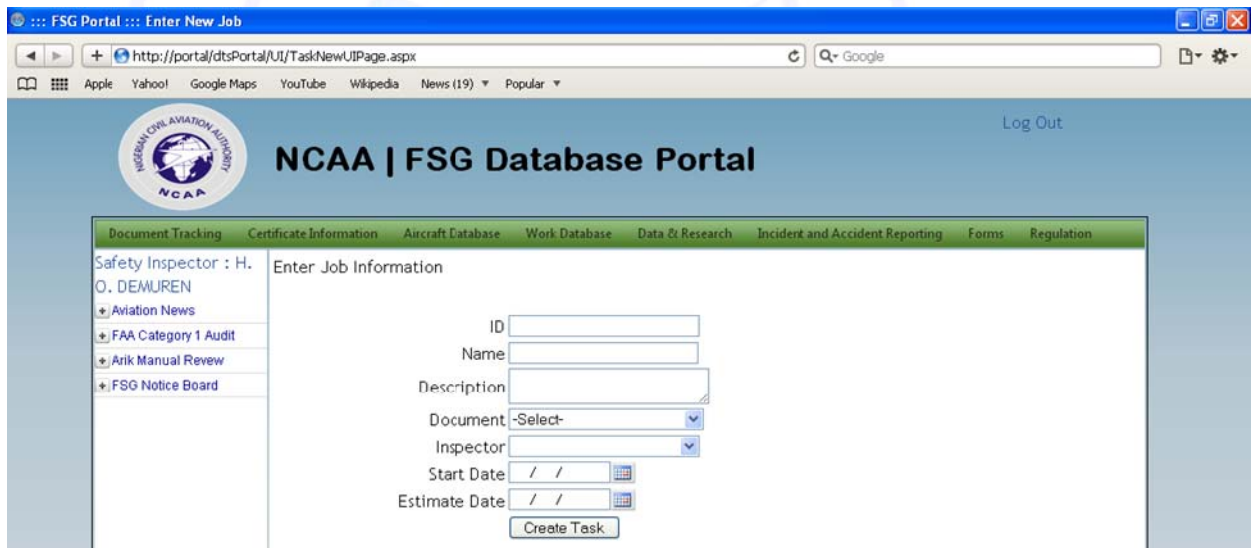 ::: FSG Portal ::: Enter New Job
http://portal/dtsPortal/UI/TaskNewUIPage.aspx
Google
Apple Yahoo! Google Maps YouTube Wikipedia News (19) Popular
Log Out
NIGERIAN CIVIL AVIATION AUTHORITY
NCAA
NCAA | FSG Database Portal
Document Tracking Certificate Information Aircraft Database Work Database Data & Research Incident and Accident Reporting Forms Regulation
Safety Inspector : H.
O. DEMUREN
Aviation News
FAA Category 1 Audit
Arik Manual Revew
FSG Notice Board
Enter Job Information
ID
Name
Description
Document -Select-
Inspector
Start Date / /
Estimate Date / /
Create Task